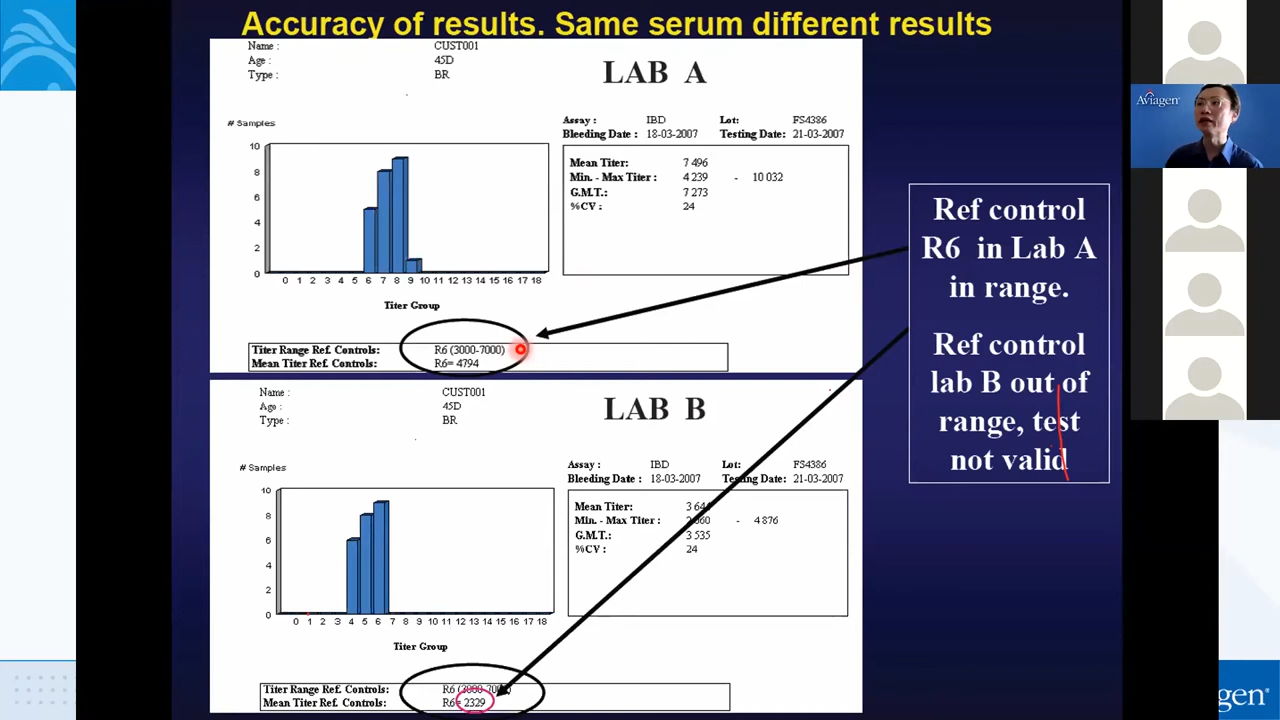 Accuracy of results. Same serum different results
Name : CUST001
Age : 45D
Type : BR
LAB A
# Samples
Assay : IBD Lot: FS4386
Bleeding Date : 18-03-2007 Testing Date: 21-03-2007
Mean Titer: 7 496
Min. - Max Titer : 4 239 - 10 032
G.M.T.: 7 273
%CV : 24
10
8
6
4
2
0
0 1 2 3 4 5 6 7 8 9 10 11 12 13 14 15 16 17 18
Titer Group
Titer Range Ref. Controls: R6 (3000-7000)
Mean Titer Ref. Controls: R6= 4794
Name : CUST001
Age : 45D
Type : BR
LAB B
# Samples
Assay : IBD Lot: FS4386
Bleeding Date : 18-03-2007 Testing Date: 21-03-2007
Mean Titer: 3
Min. - Max Titer : - 4 876
G.M.T.: 3 535
%CV : 24
10
8
6
4
2
0
0 1 2 3 4 5 6 7 8 9 10 11 12 13 14 15 16 17 18
Titer Group
Titer Range Ref. Controls: R6 (3000-7000)
Mean Titer Ref. Controls: R6= 2329
Ref control
R6 in Lab A
in range.
Ref control
lab B out of
range, test
not valid
Aviagen
gen